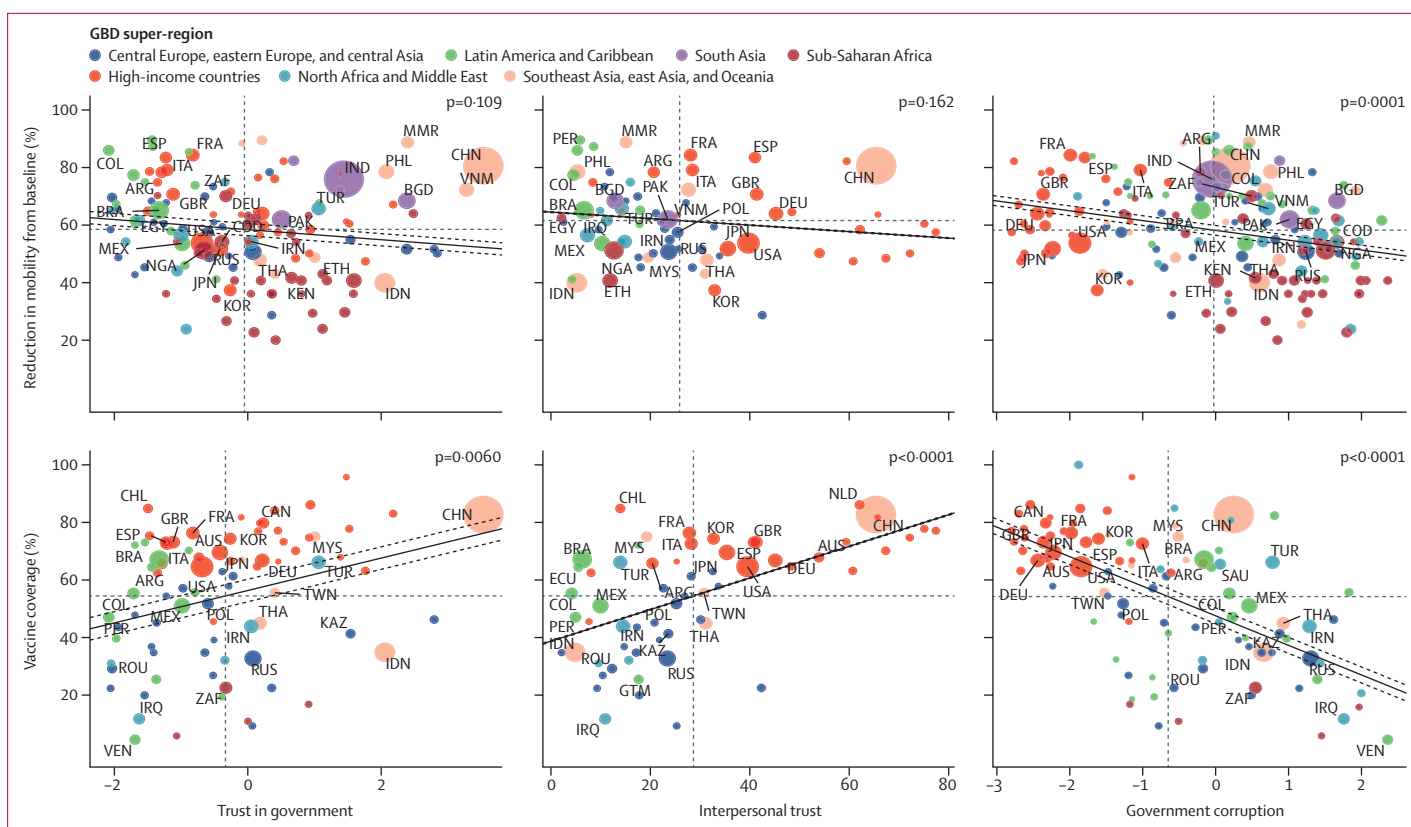 GBD super-region
Central Europe, eastern Europe, and central Asia Latin America and Caribbean South Asia Sub-Saharan Africa
High-income countries North Africa and Middle East Southeast Asia, east Asia, and Oceania
Reduction in mobility from baseline (%)
100
80
60
40
20
p=0·109
ESP
FRA
MMR
COL
ITA
PHL
CHN
ARG
ZAF
IND
VNM
BRA
GBR
DEU
TUR
BGD
EGY
USA
COD
PAK
MEX
IRN
NGA
RUS
THA
ETH
JPN
KOR
KEN
IDN
p=0·162
PER
MMR
FRA
ESP
PHL
ARG
COL
ITA
CHN
BGD
PAK
GBR
BRA
VNM
POL
DEU
EGY
IRQ
TUR
JPN
MEX
IRN
RUS
USA
NGA
MYS
THA
IDN
ETH
KOR
p=0·0001
FRA
ARG
MMR
ESP
IND
CHN
GBR
ITA
ZAF
COL
PHL
DEU
TUR
VNM
BGD
USA
BRA
PAK
EGY
COD
JPN
MEX
IRN
NGA
KOR
KEN
THA
RUS
ETH
IDN
Vaccine coverage (%)
100
80
60
40
20
p=0·0060
CHL
GBR
FRA
CAN
CHN
ESP
AUS
KOR
BRA
ITA
JPN
MYS
ARG
USA
DEU
TUR
COL
MEX
POL
TWN
PER
THA
KAZ
ROU
IRN
RUS
IDN
IRQ
ZAF
VEN
−2
0
2
Trust in government
p<0·0001
CHL
NLD
FRA
KOR
GBR
CHN
BRA
MYS
ITA
ESP
AUS
ECU
TUR
JPN
DEU
COL
MEX
ARG
USA
PER
POL
TWN
IDN
IRN
THA
ROU
KAZ
RUS
GTM
IRQ
0
20
40
60
80
Interpersonal trust
p<0·0001
CAN
FRA
KOR
MYS
CHN
GBR
JPN
ESP
BRA
TUR
AUS
ITA
ARG
SAU
DEU
USA
TWN
COL
MEX
POL
PER
THA
KAZ
IRN
IDN
RUS
ROU
ZAF
IRQ
VEN
−3
−2
−1
0
1
2
Government corruption